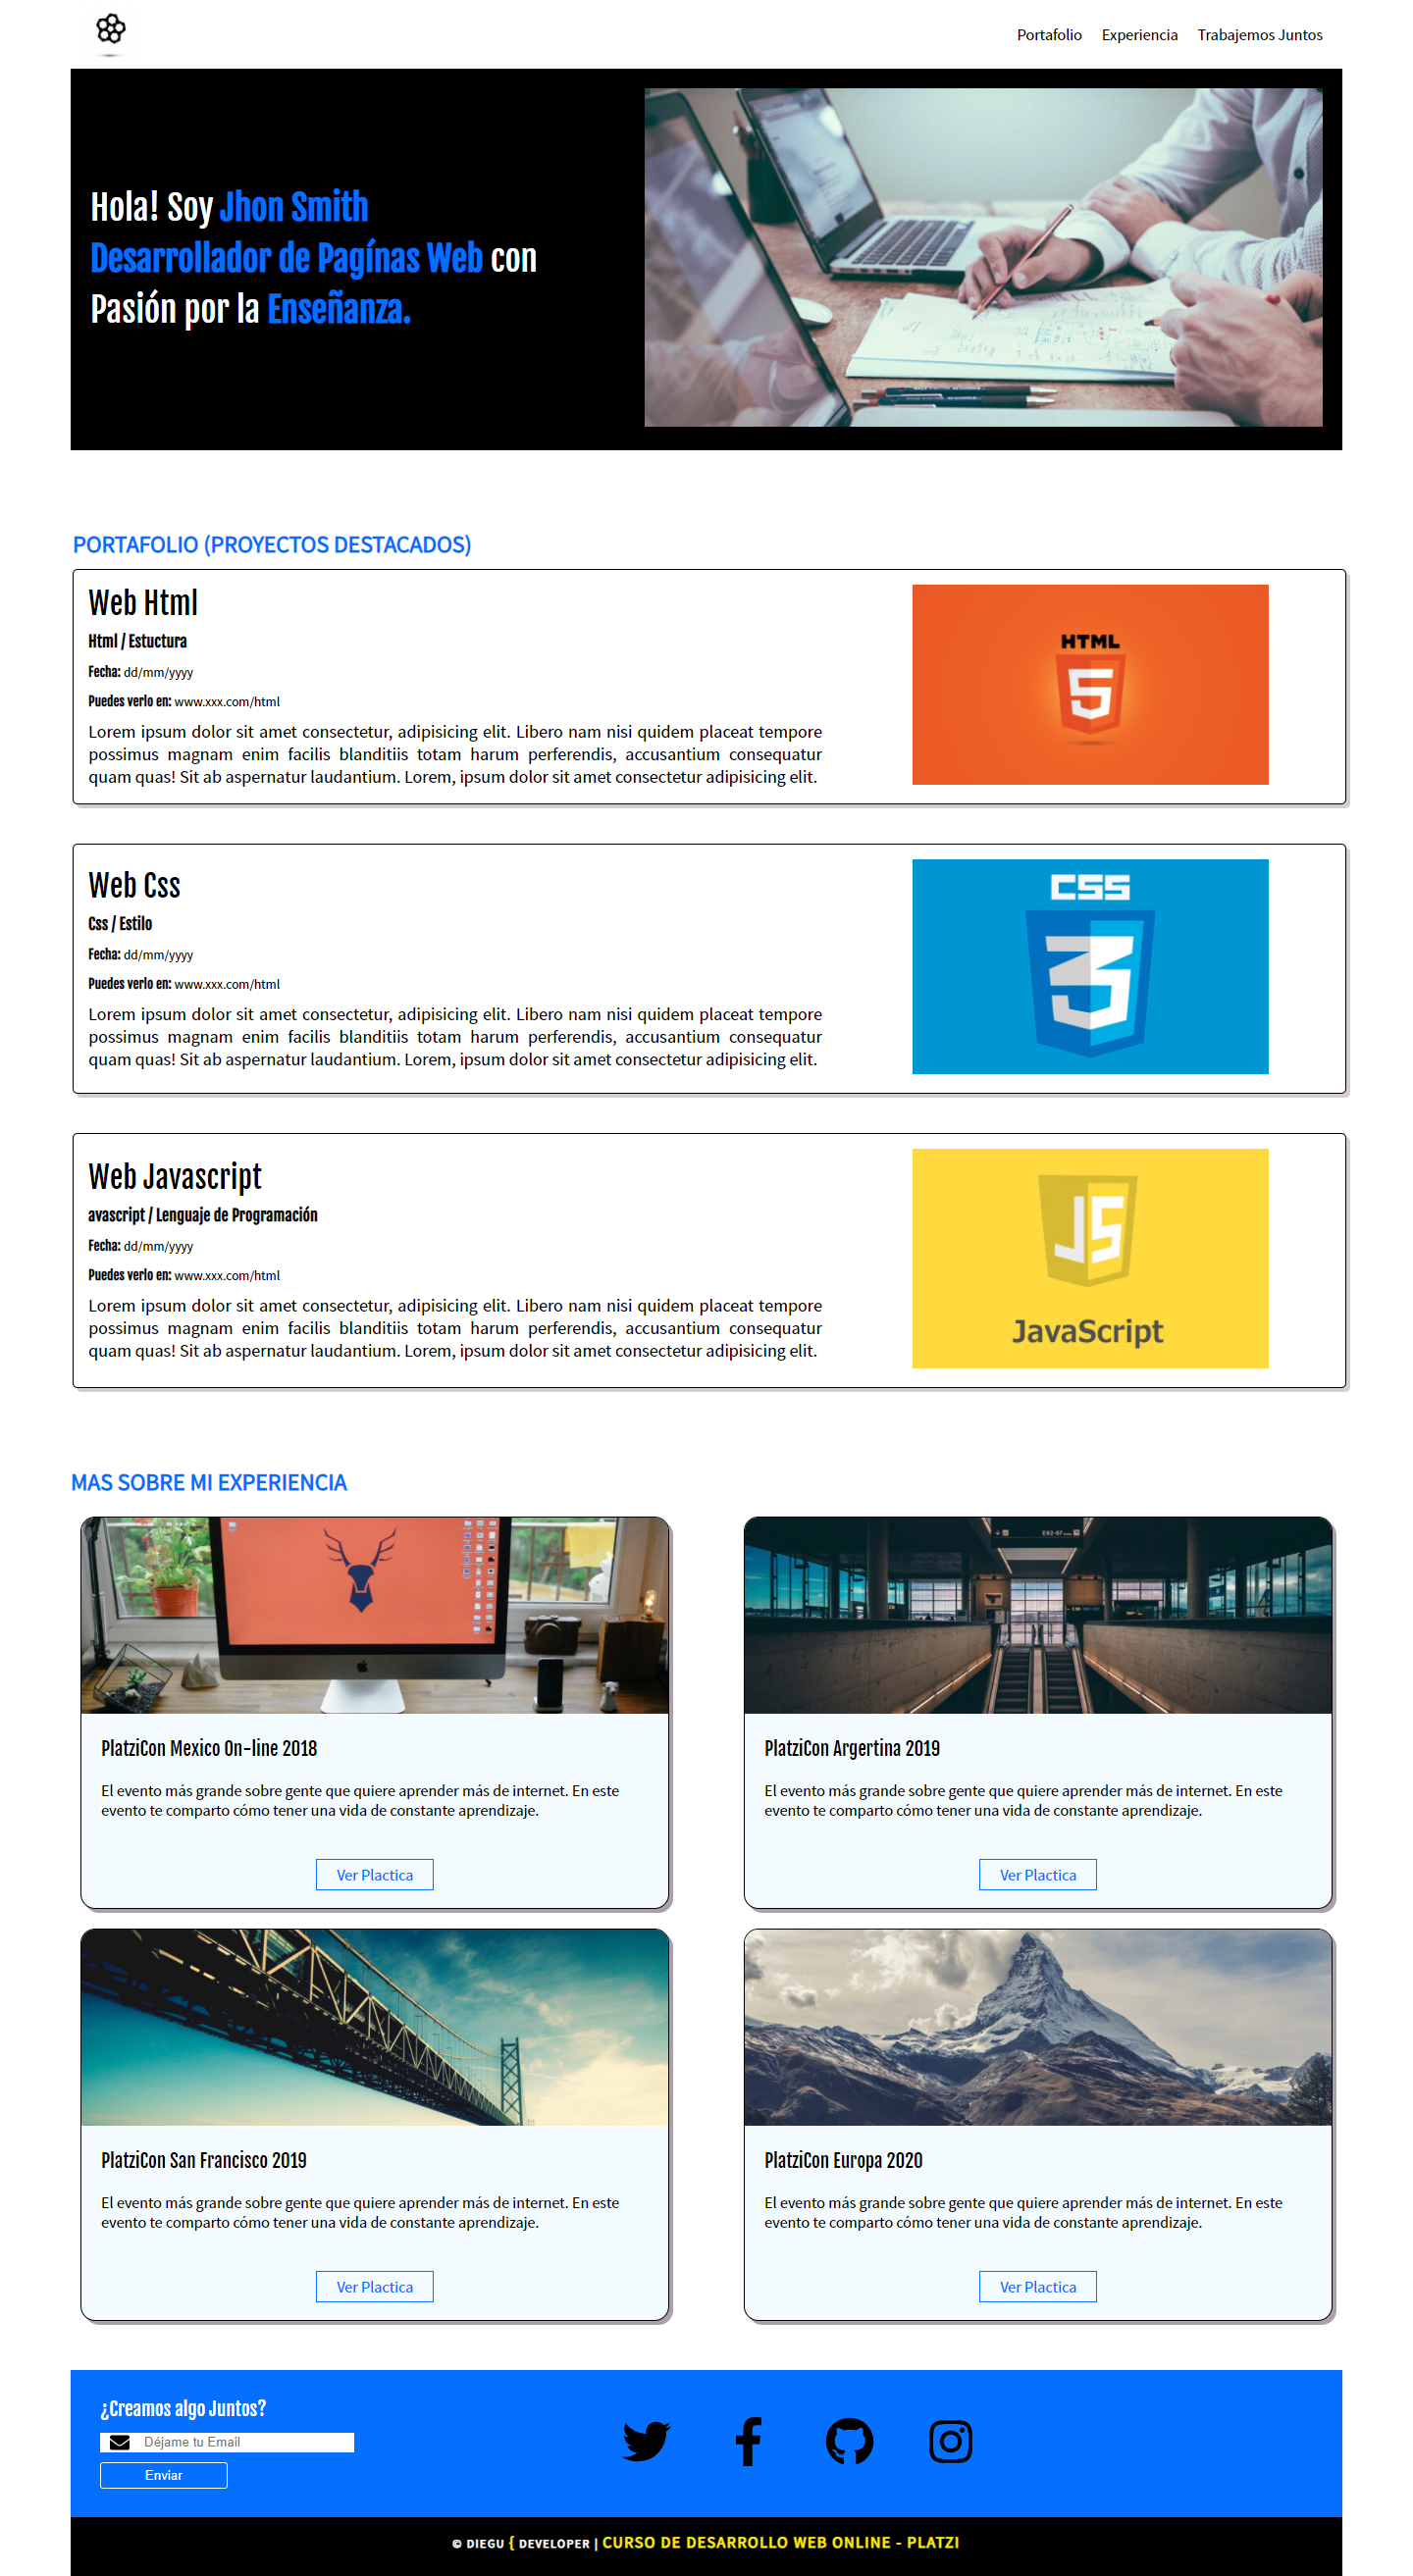 Portafolio Experiencia Trabajemos Juntos
Hola! Soy Jhon Smith
Desarrollador de Pagínas Web con
Pasión por la Enseñanza.
PORTAFOLIO (PROYECTOS DESTACADOS)
Web Html
Html / Estuctura
Fecha: dd/mm/yyyy
Puedes verlo en: www.xxx.com/html
Lorem ipsum dolor sit amet consectetur, adipisicing elit. Libero nam nisi quidem placeat tempore
possimus magnam enim facilis blanditiis totam harum perferendis, accusantium consequatur
quam quas! Sit ab aspernatur laudantium. Lorem, ipsum dolor sit amet consectetur adipisicing elit.
HTML
5
Web Css
Css / Estilo
Fecha: dd/mm/yyyy
Puedes verlo en: www.xxx.com/html
Lorem ipsum dolor sit amet consectetur, adipisicing elit. Libero nam nisi quidem placeat tempore
possimus magnam enim facilis blanditiis totam harum perferendis, accusantium consequatur
quam quas! Sit ab aspernatur laudantium. Lorem, ipsum dolor sit amet consectetur adipisicing elit.
CSS
3
Web Javascript
avascript / Lenguaje de Programación
Fecha: dd/mm/yyyy
Puedes verlo en: www.xxx.com/html
Lorem ipsum dolor sit amet consectetur, adipisicing elit. Libero nam nisi quidem placeat tempore
possimus magnam enim facilis blanditiis totam harum perferendis, accusantium consequatur
quam quas! Sit ab aspernatur laudantium. Lorem, ipsum dolor sit amet consectetur adipisicing elit.
JS
JavaScript
MAS SOBRE MI EXPERIENCIA
PlatziCon Mexico On-line 2018
El evento más grande sobre gente que quiere aprender más de internet. En este
evento te comparto cómo tener una vida de constante aprendizaje.
Ver Plactica
E63-67
PlatziCon Argertina 2019
El evento más grande sobre gente que quiere aprender más de internet. En este
evento te comparto cómo tener una vida de constante aprendizaje.
Ver Plactica
PlatziCon San Francisco 2019
El evento más grande sobre gente que quiere aprender más de internet. En este
evento te comparto cómo tener una vida de constante aprendizaje.
Ver Plactica
PlatziCon Europa 2020
El evento más grande sobre gente que quiere aprender más de internet. En este
evento te comparto cómo tener una vida de constante aprendizaje.
Ver Plactica
¿Creamos algo Juntos?
Déjame tu Email
Enviar
© DIEGU { DEVELOPER | CURSO DE DESARROLLO WEB ONLINE - PLATZI